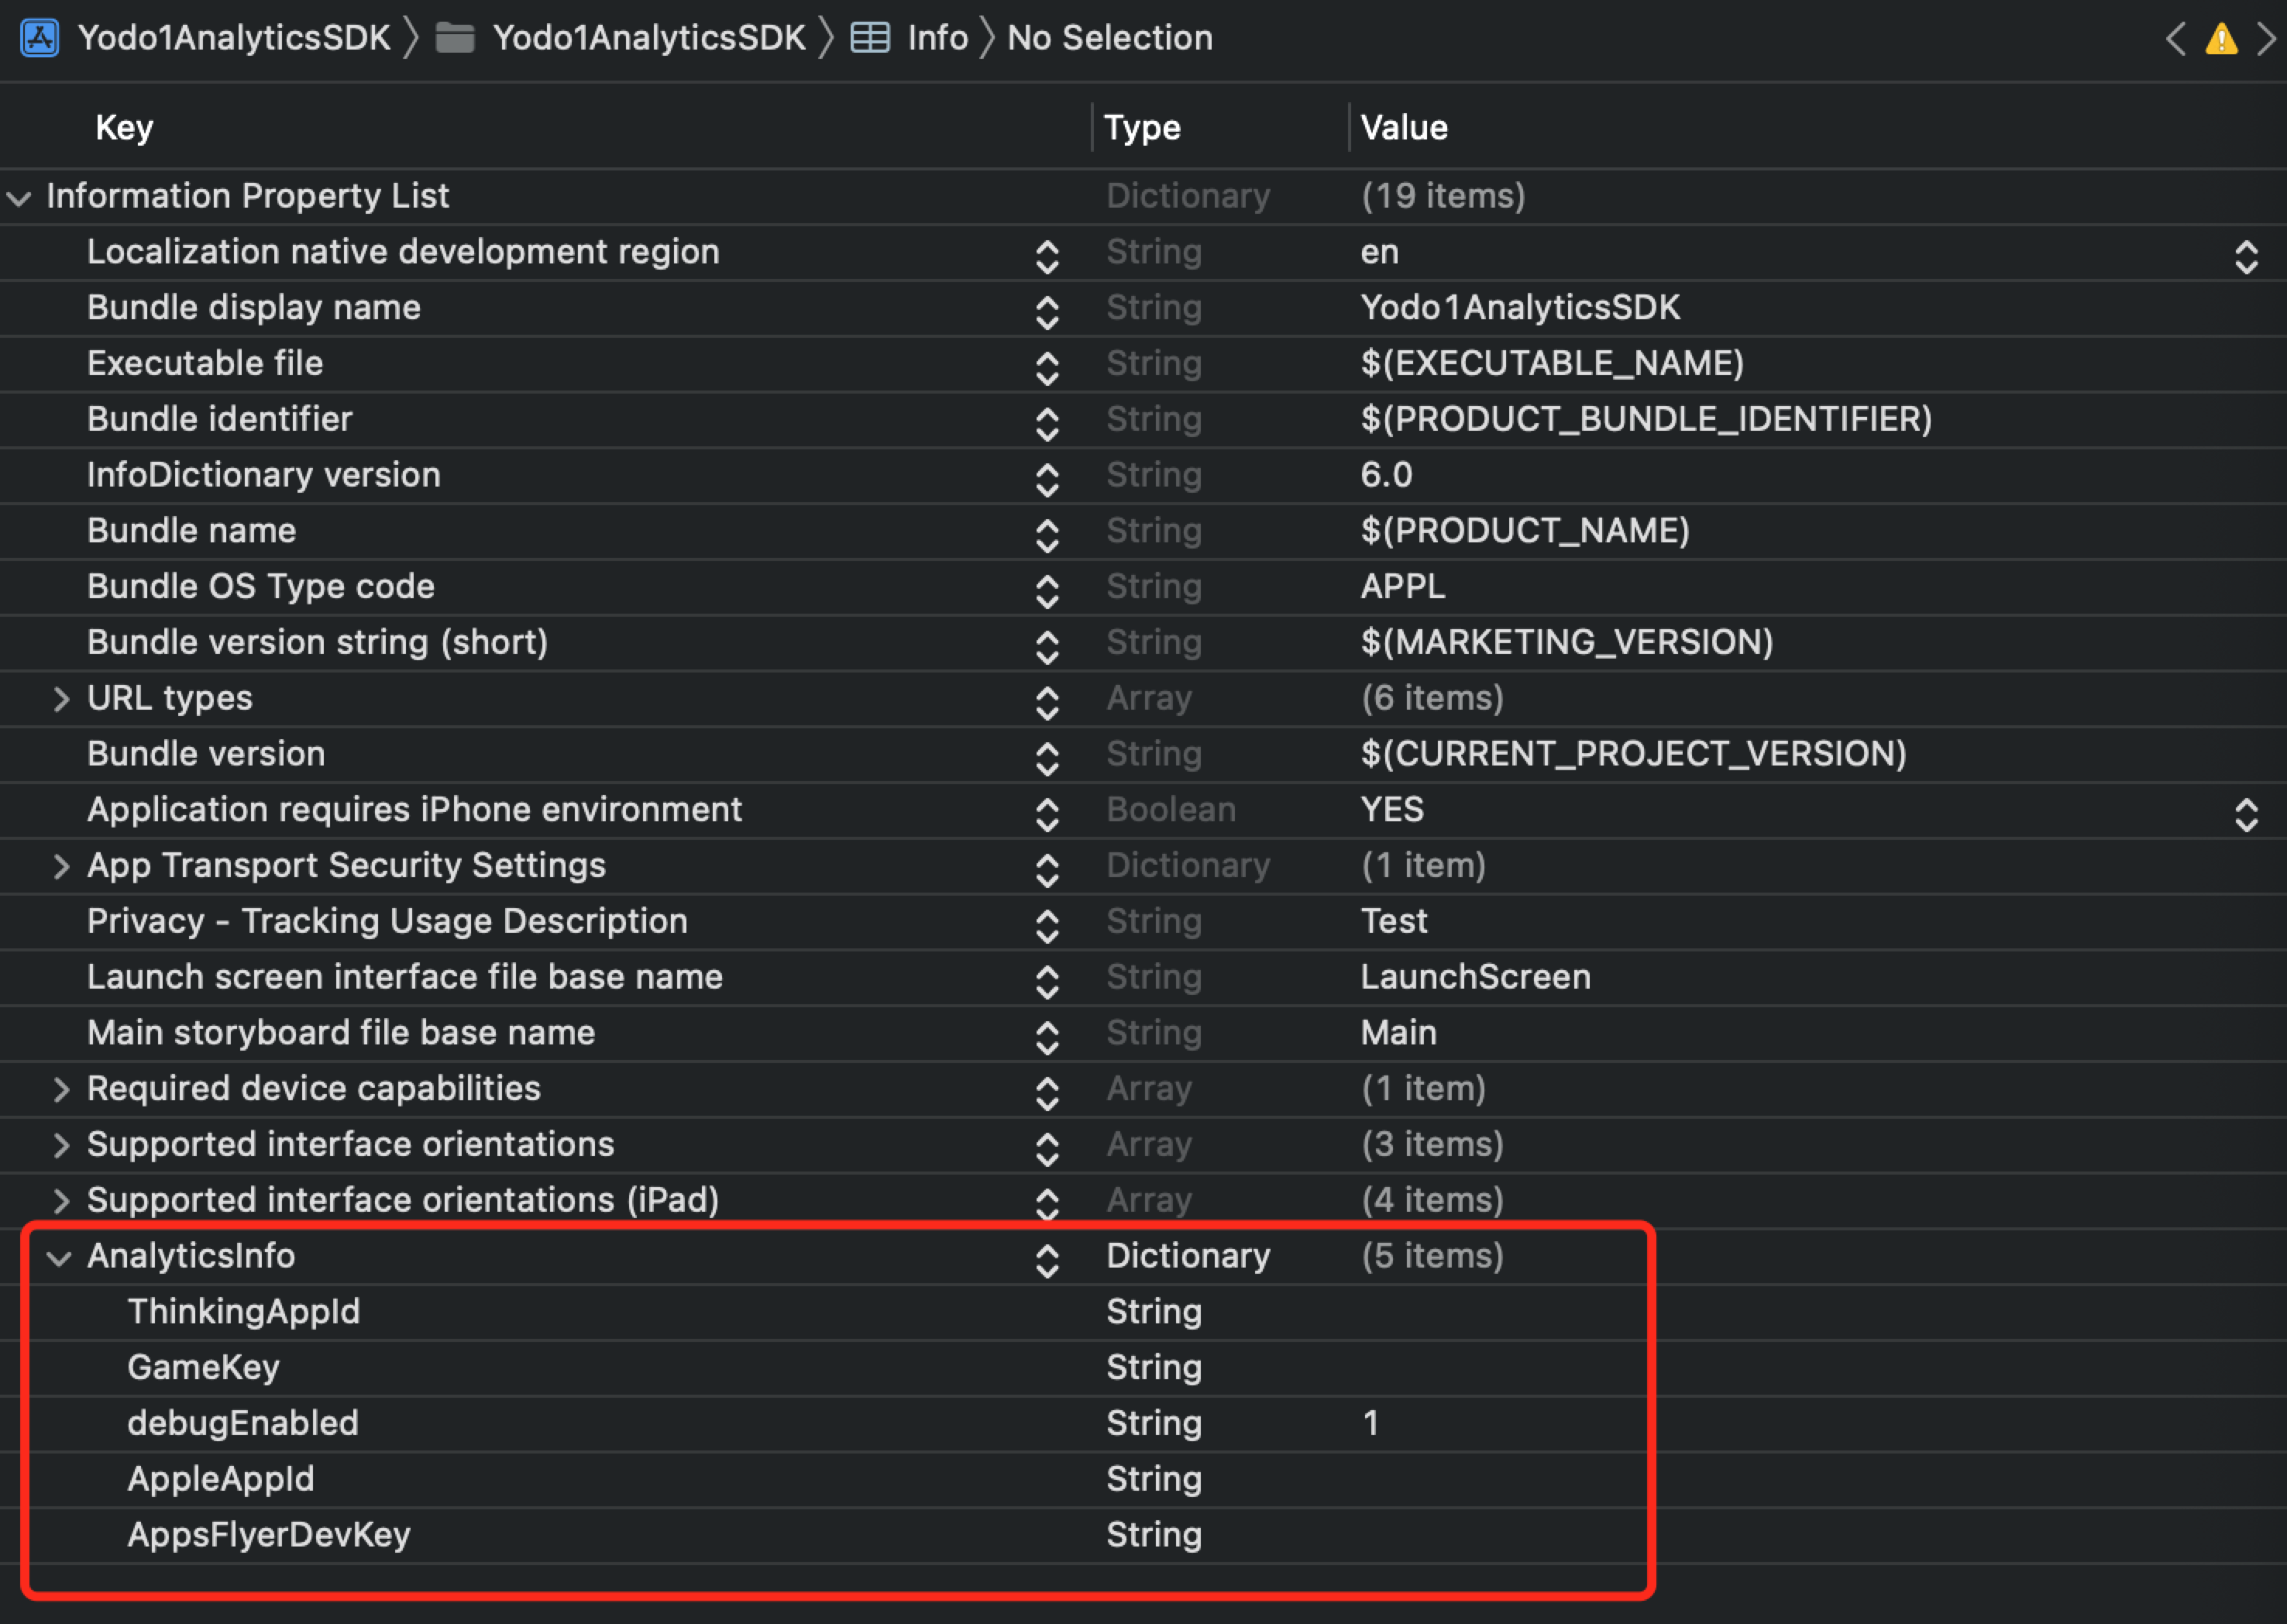 Yodo1AnalyticsSDK Yodo1AnalyticsSDK Info No Selection
Key Type Value
Information Property List Dictionary (19 items)
Localization native development region String en
Bundle display name String Yodo1AnalyticsSDK
Executable file String $(EXECUTABLE_NAME)
Bundle identifier String $(PRODUCT_BUNDLE_IDENTIFIER)
InfoDictionary version String 6.0
Bundle name String $(PRODUCT_NAME)
Bundle OS Type code String APPL
Bundle version string (short) String $(MARKETING_VERSION)
URL types Array (6 items)
Bundle version String $(CURRENT_PROJECT_VERSION)
Application requires iPhone environment Boolean YES
App Transport Security Settings Dictionary (1 item)
Privacy - Tracking Usage Description String Test
Launch screen interface file base name String LaunchScreen
Main storyboard file base name String Main
Required device capabilities Array (1 item)
Supported interface orientations Array (3 items)
Supported interface orientations (iPad) Array (4 items)
AnalyticsInfo Dictionary (5 items)
ThinkingAppId String
GameKey String
debugEnabled String 1
AppleAppId String
AppsFlyerDevKey String